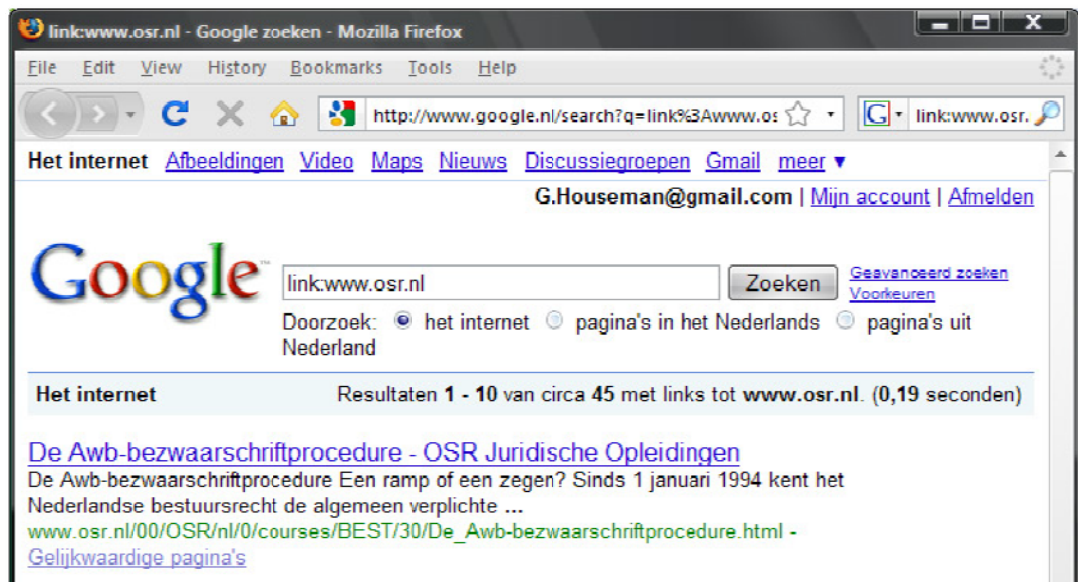 link:www.osr.nl - Google zoeken - Mozilla Firefox
File Edit View History Bookmarks Tools Help
http://www.google.nl/search?q=link%3Awww.os G link:www.osr.
Het internet Afbeeldingen Video Maps Nieuws Discussiegroepen Gmail meer ▼
G.Houseman@gmail.com | Mijn account | Afmelden
Google™ link:www.osr.nl Zoeken Geavanceerd zoeken
Voorkeuren
Doorzoek: het internet pagina's in het Nederlands pagina's uit
Nederland
Het internet Resultaten 1 - 10 van circa 45 met links tot www.osr.nl. (0,19 seconden)
De Awb-bezwaarschriftprocedure - OSR Juridische Opleidingen
De Awb-bezwaarschriftprocedure Een ramp of een zegen? Sinds 1 januari 1994 kent het
Nederlandse bestuursrecht de algemeen verplichte ...
www.osr.nl/00/OSR/nl/0/courses/BEST/30/De_Awb-bezwaarschriftprocedure.html -
Gelijkwaardige pagina's